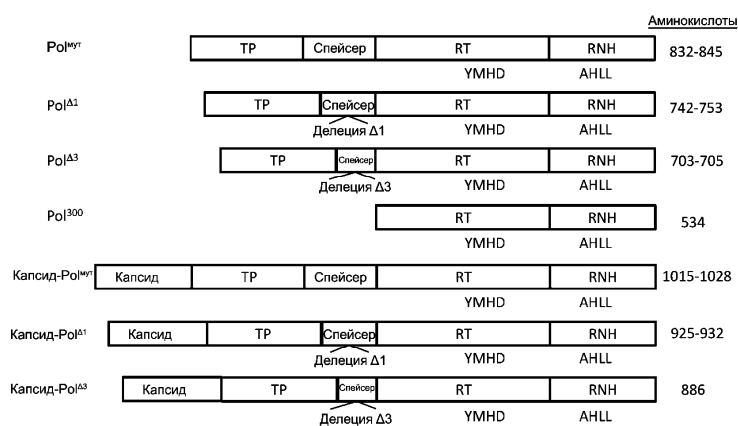 Аминокислоты
Polмут TP Спейсер RT RNH 832-845
YMHD AHLL
PolΔ1 TP Спейсер RT RNH 742-753
Делеция Δ1 YMHD AHLL
PolΔ3 TP Спейсер RT RNH 703-705
Делеция Δ3 YMHD AHLL
Pol300 RT RNH 534
YMHD AHLL
Капсид-Polмут Капсид TP Спейсер RT RNH 1015-1028
YMHD AHLL
Капсид-PolΔ1 Капсид TP Спейсер RT RNH 925-932
Делеция Δ1 YMHD AHLL
Капсид-PolΔ3 Капсид TP Спейсер RT RNH 886
Делеция Δ3 YMHD AHLL